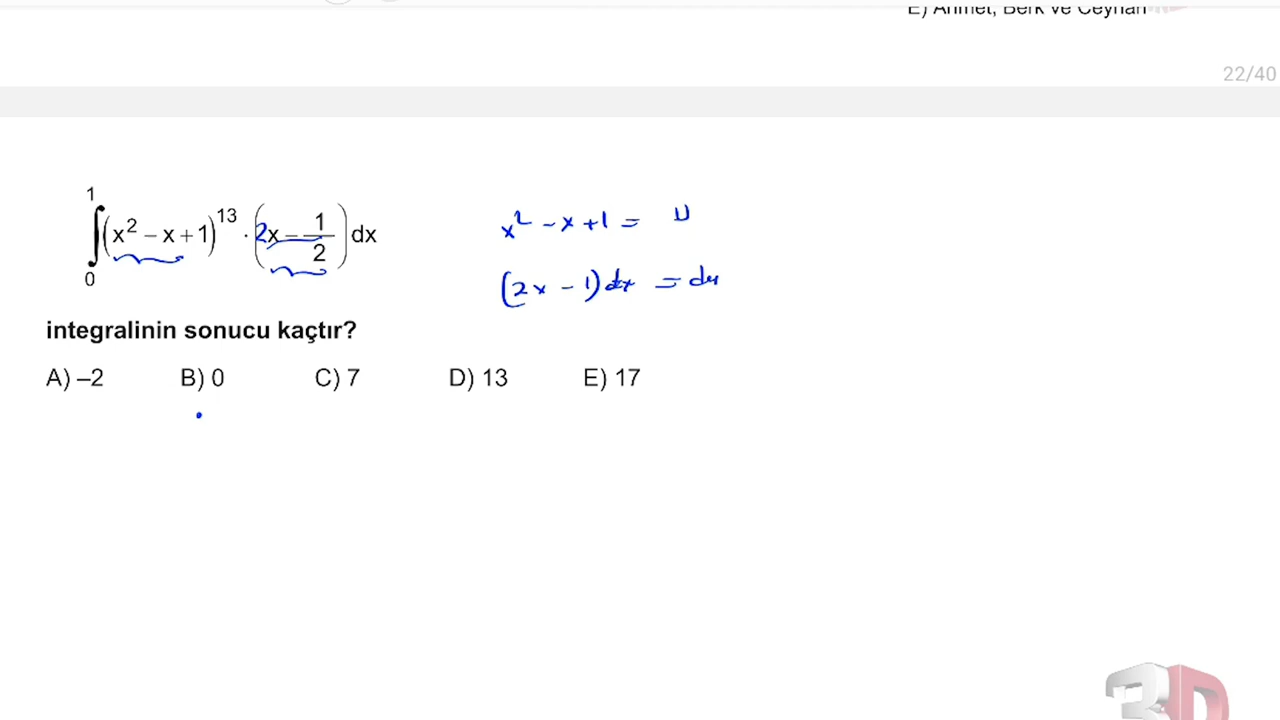 E) Ahmet, Berk ve Ceyhan
22/40
∫₀¹ (x² – x + 1)¹³ · (2x – 1/2) dx
x² – x + 1 = u
(2x – 1) dx = du
integralinin sonucu kaçtır?
A) –2 B) 0 C) 7 D) 13 E) 17
3D